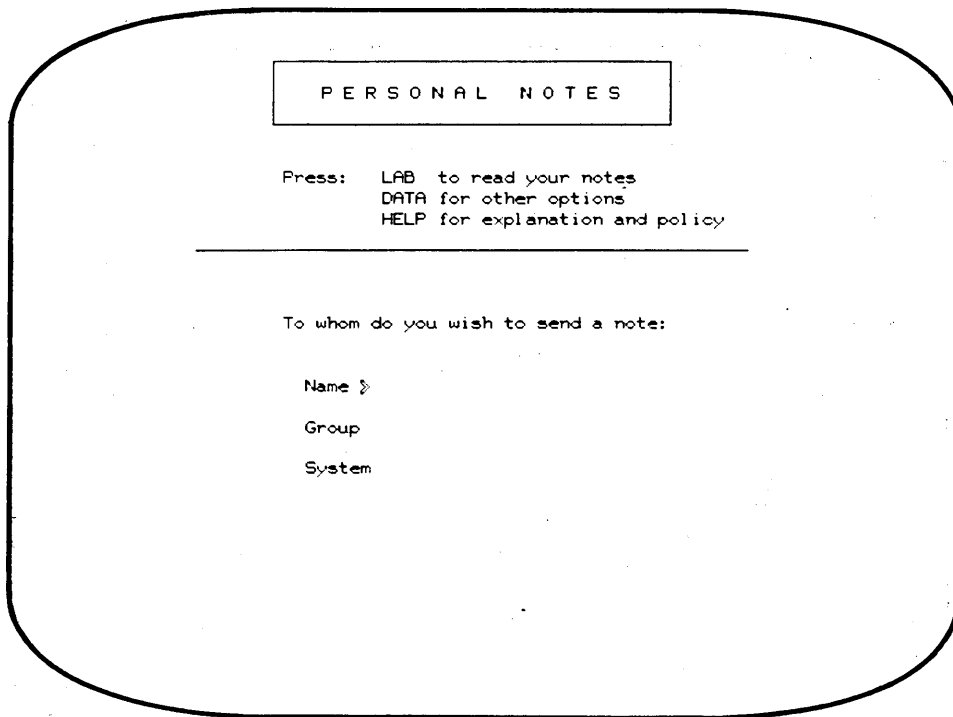 PERSONAL NOTES
Press: LAB to read your notes
DATA for other options
HELP for explanation and policy
To whom do you wish to send a note:
Name >
Group
System